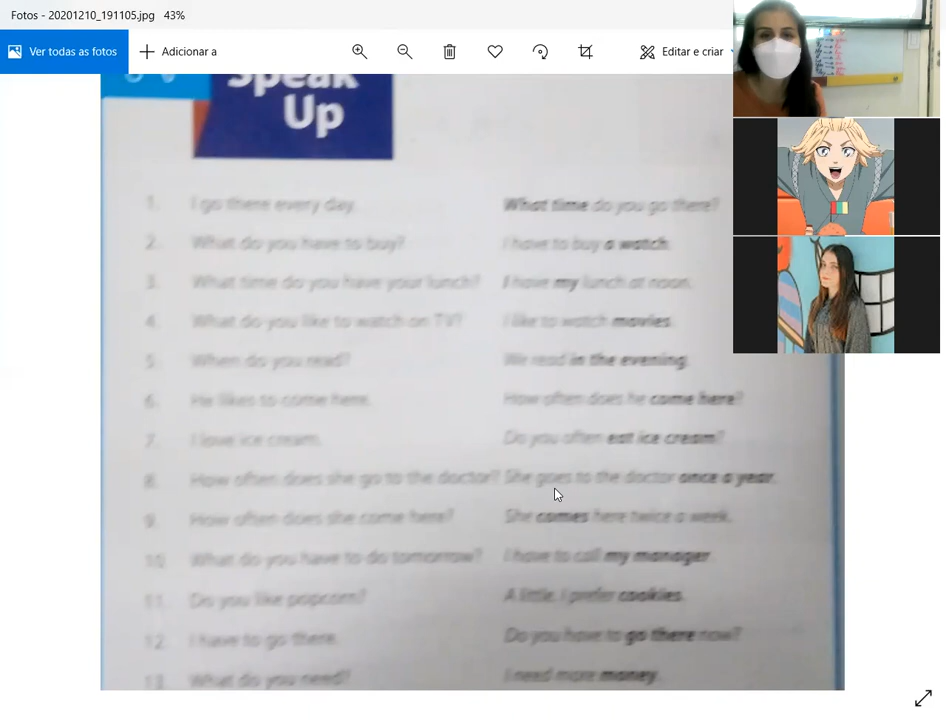 Fotos - 20201210_191105.jpg 43%
Ver todas as fotos Adicionar a Editar e criar
Speak
Up
1. I go there every day. What time do you go there?
2. What do you have to buy? I have to buy a watch.
3. What time do you have your lunch? I have my lunch at noon.
4. What do you like to watch on TV? I like to watch movies.
5. When do you read? We read in the evening.
6. He likes to come here. How often does he come here?
7. I love ice cream. Do you often eat ice cream?
8. How often does she go to the doctor? She goes to the doctor once a year.
9. How often does she come here? She comes here twice a week.
10. What do you have to do tomorrow? I have to call my manager.
11. Do you like popcorn? A little. I prefer cookies.
12. I have to go there. Do you have to go there now?
13. What do you need? I need more money.